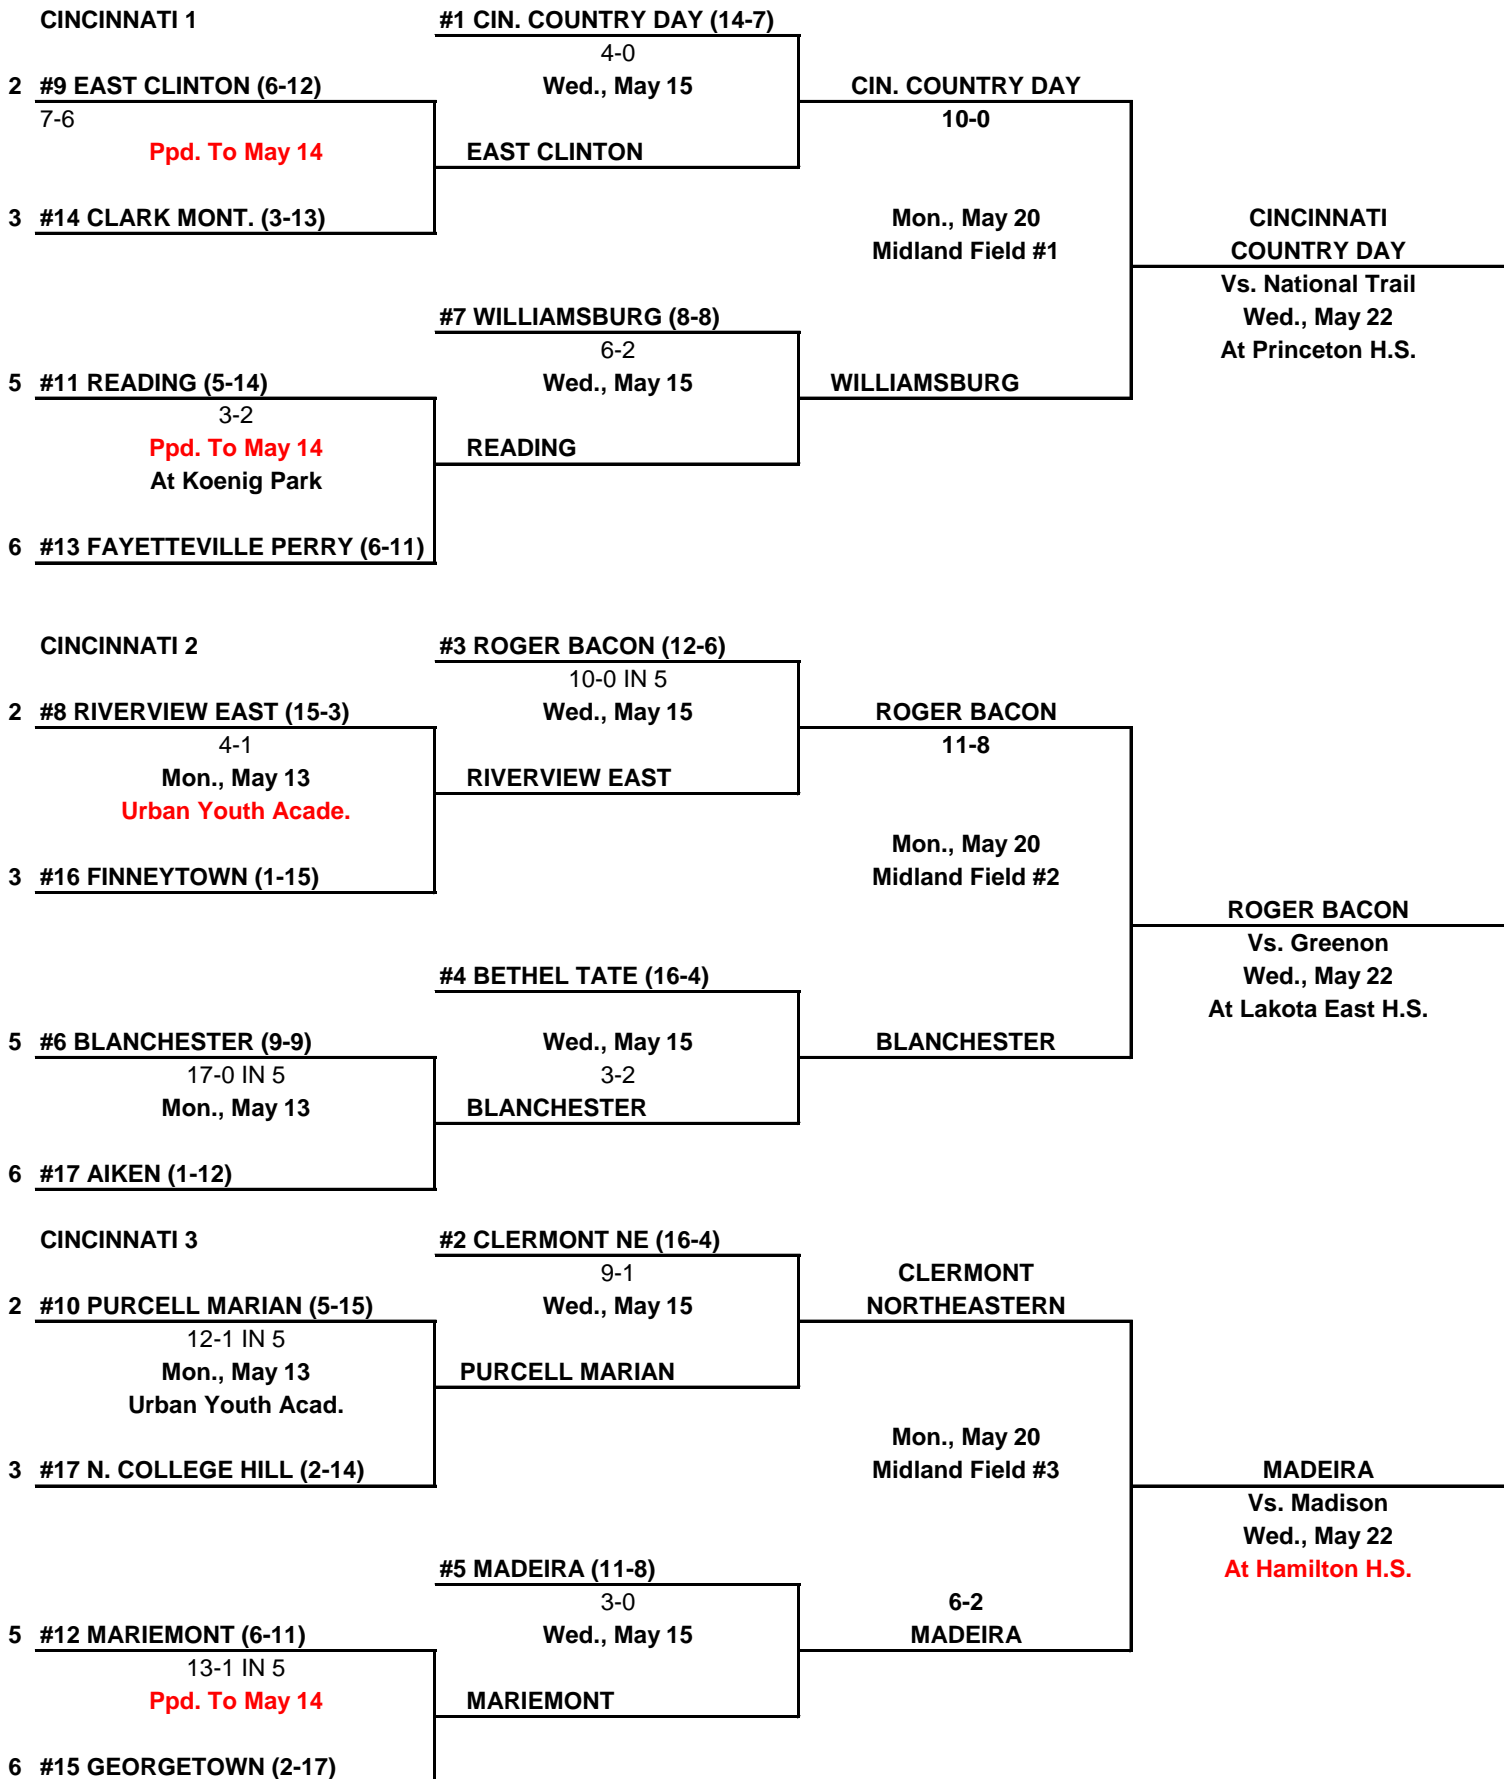 CINCINNATI 1
#1 CIN. COUNTRY DAY (14-7)
4-0
2 #9 EAST CLINTON (6-12)
Wed., May 15
CIN. COUNTRY DAY
7-6
10-0
Ppd. To May 14
EAST CLINTON
3 #14 CLARK MONT. (3-13)
Mon., May 20
CINCINNATI
Midland Field #1
COUNTRY DAY
Vs. National Trail
#7 WILLIAMSBURG (8-8)
Wed., May 22
6-2
At Princeton H.S.
5 #11 READING (5-14)
Wed., May 15
WILLIAMSBURG
3-2
Ppd. To May 14
READING
At Koenig Park
6 #13 FAYETTEVILLE PERRY (6-11)
CINCINNATI 2
#3 ROGER BACON (12-6)
10-0 IN 5
2 #8 RIVERVIEW EAST (15-3)
Wed., May 15
ROGER BACON
4-1
11-8
Mon., May 13
RIVERVIEW EAST
Urban Youth Acade.
Mon., May 20
3 #16 FINNEYTOWN (1-15)
Midland Field #2
ROGER BACON
Vs. Greenon
#4 BETHEL TATE (16-4)
Wed., May 22
At Lakota East H.S.
5 #6 BLANCHESTER (9-9)
Wed., May 15
BLANCHESTER
17-0 IN 5
3-2
Mon., May 13
BLANCHESTER
6 #17 AIKEN (1-12)
CINCINNATI 3
#2 CLERMONT NE (16-4)
9-1
CLERMONT
2 #10 PURCELL MARIAN (5-15)
Wed., May 15
NORTHEASTERN
12-1 IN 5
Mon., May 13
PURCELL MARIAN
Urban Youth Acad.
Mon., May 20
3 #17 N. COLLEGE HILL (2-14)
Midland Field #3
MADEIRA
Vs. Madison
Wed., May 22
#5 MADEIRA (11-8)
At Hamilton H.S.
3-0
6-2
5 #12 MARIEMONT (6-11)
Wed., May 15
MADEIRA
13-1 IN 5
Ppd. To May 14
MARIEMONT
6 #15 GEORGETOWN (2-17)